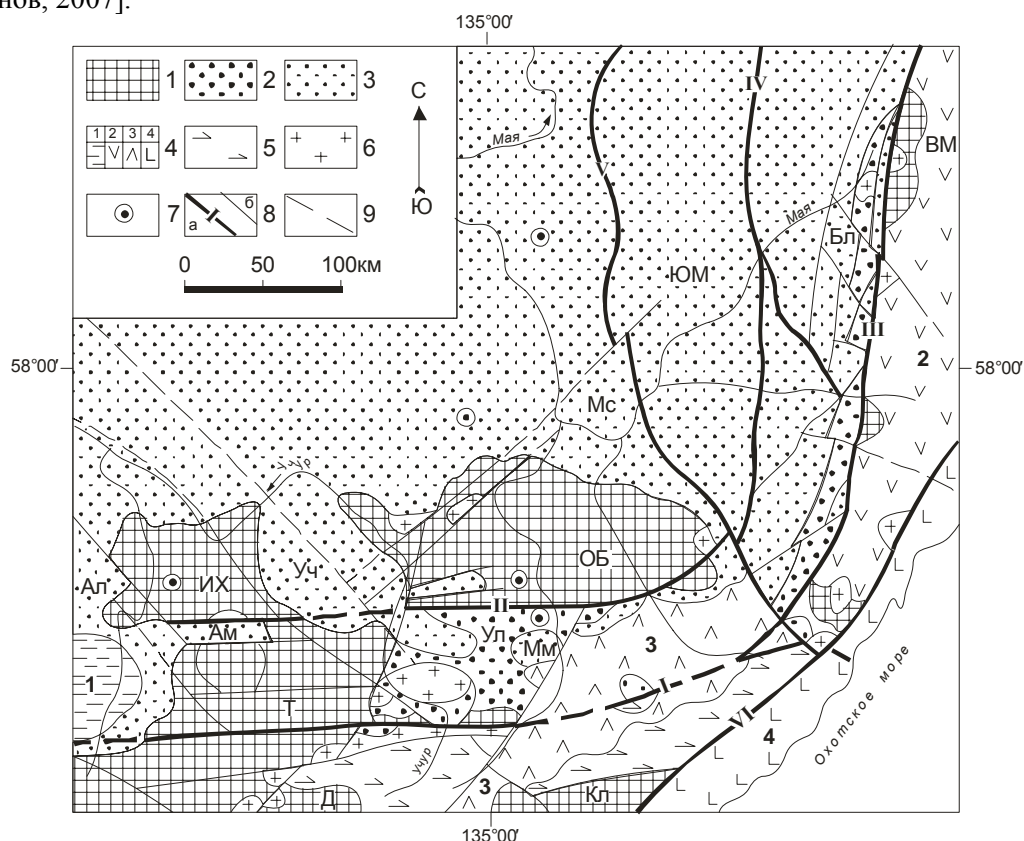 нов, 2007].
135°00'
1 2 3
1 2 3 4
4 5 6
7 а I б 8 9
С
Ю
0 50 100км
Мая
IV
V
ВМ
Мая
Бл
ЮМ
III
58°00'
2
58°00'
Мс
Учур
ОБ
Ал
ИХ
Уч
II
Ам
Ул
Мм
3
1
Т
I
VI
4
Охотское море
Учур
3
Д
Кл
135°00'